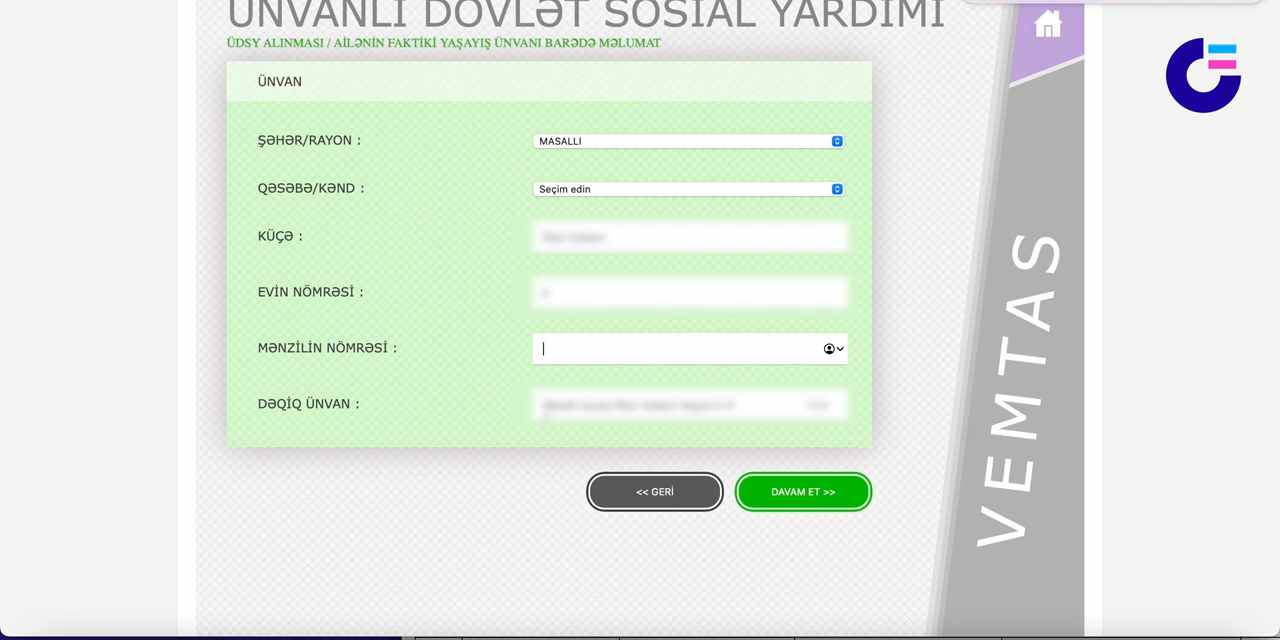 ÜNVANLI DÖVLƏT SOSİAL YARDIMI
ÜDSY ALINMASI / AİLƏNİN FAKTİKİ YAŞAYIŞ ÜNVANI BARƏDƏ MƏLUMAT
ÜNVAN
ŞƏHƏR/RAYON :
MASALLI
QƏSƏBƏ/KƏND :
Seçim edin
KÜÇƏ :
EVİN NÖMRƏSİ :
MƏNZİLİN NÖMRƏSİ :
DƏQİQ ÜNVAN :
<< GERİ
DAVAM ET >>
VEMTAS